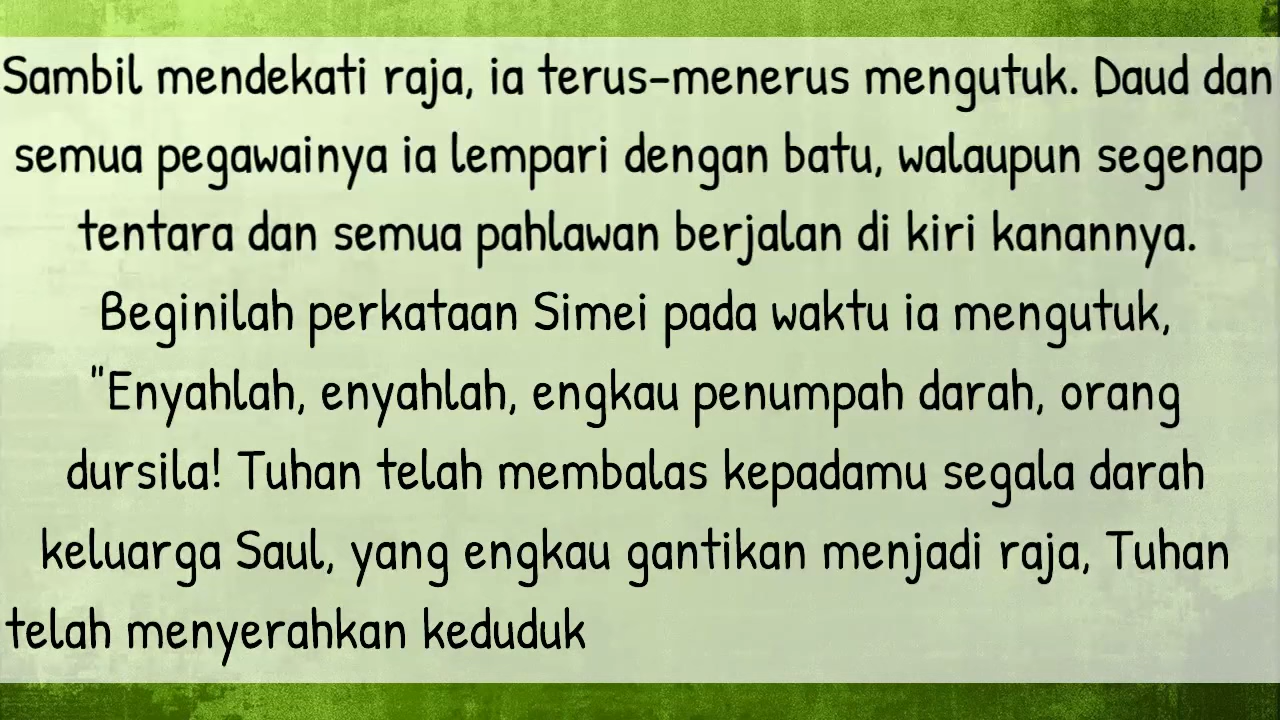 Sambil mendekati raja, ia terus-menerus mengutuk. Daud dan
semua pegawainya ia lempari dengan batu, walaupun segenap
tentara dan semua pahlawan berjalan di kiri kanannya.
Beginilah perkataan Simei pada waktu ia mengutuk,
"Enyahlah, enyahlah, engkau penumpah darah, orang
dursila! Tuhan telah membalas kepadamu segala darah
keluarga Saul, yang engkau gantikan menjadi raja, Tuhan
telah menyerahkan keduduk